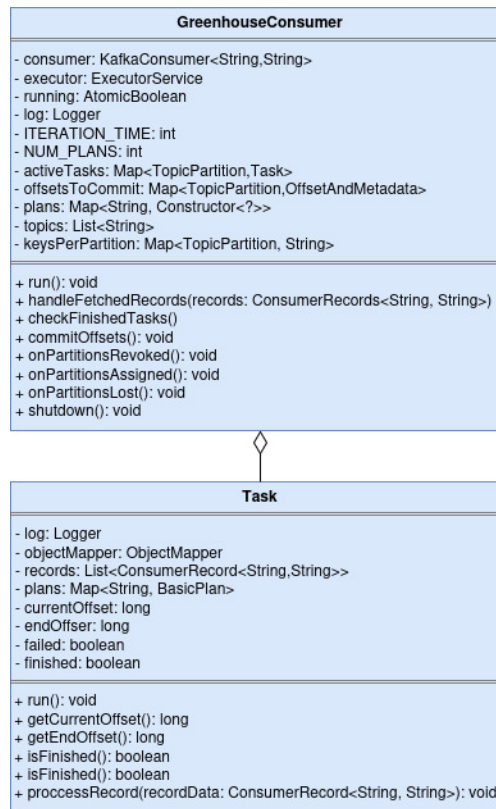 GreenhouseConsumer
- consumer: KafkaConsumer<String,String>
- executor: ExecutorService
- running: AtomicBoolean
- log: Logger
- ITERATION_TIME: int
- NUM_PLANS: int
- activeTasks: Map<TopicPartition,Task>
- offsetsToCommit: Map<TopicPartition,OffsetAndMetadata>
- plans: Map<String, Constructor<?>>
- topics: List<String>
- keysPerPartition: Map<TopicPartition, String>
+ run(): void
+ handleFetchedRecords(records: ConsumerRecords<String, String>)
+ checkFinishedTasks()
+ commitOffsets(): void
+ onPartitionsRevoked(): void
+ onPartitionsAssigned(): void
+ onPartitionsLost(): void
+ shutdown(): void
Task
- log: Logger
- objectMapper: ObjectMapper
- records: List<ConsumerRecord<String,String>>
- plans: Map<String, BasicPlan>
- currentOffset: long
- endOffser: long
- failed: boolean
- finished: boolean
+ run(): void
+ getCurrentOffset(): long
+ getEndOffset(): long
+ isFinished(): boolean
+ isFinished(): boolean
+ proccessRecord(recordData: ConsumerRecord<String, String>): void